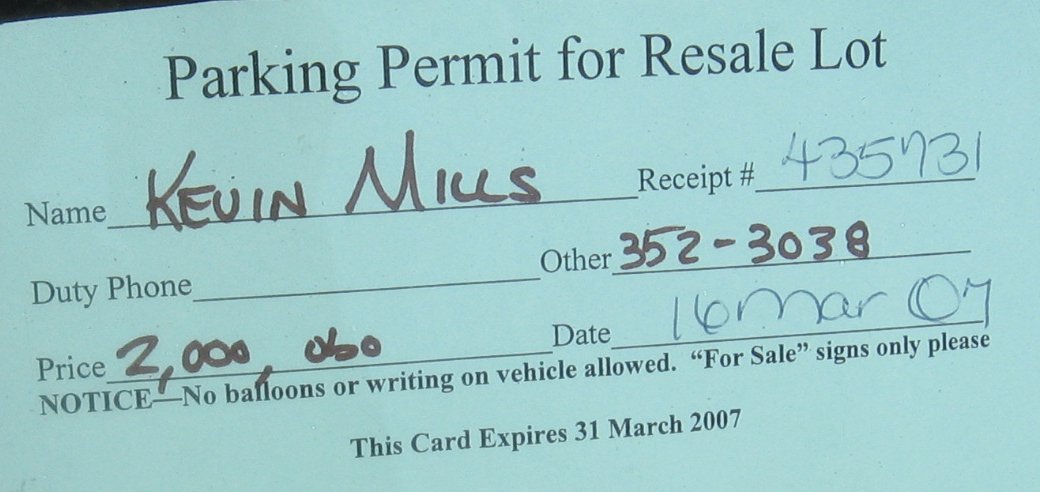 Parking Permit for Resale Lot
Name KEVIN MILLS Receipt # 435731
Duty Phone Other 352-3038
Price 2,000, obo Date 16 Mar 07
NOTICE—No balloons or writing on vehicle allowed. “For Sale” signs only please
This Card Expires 31 March 2007